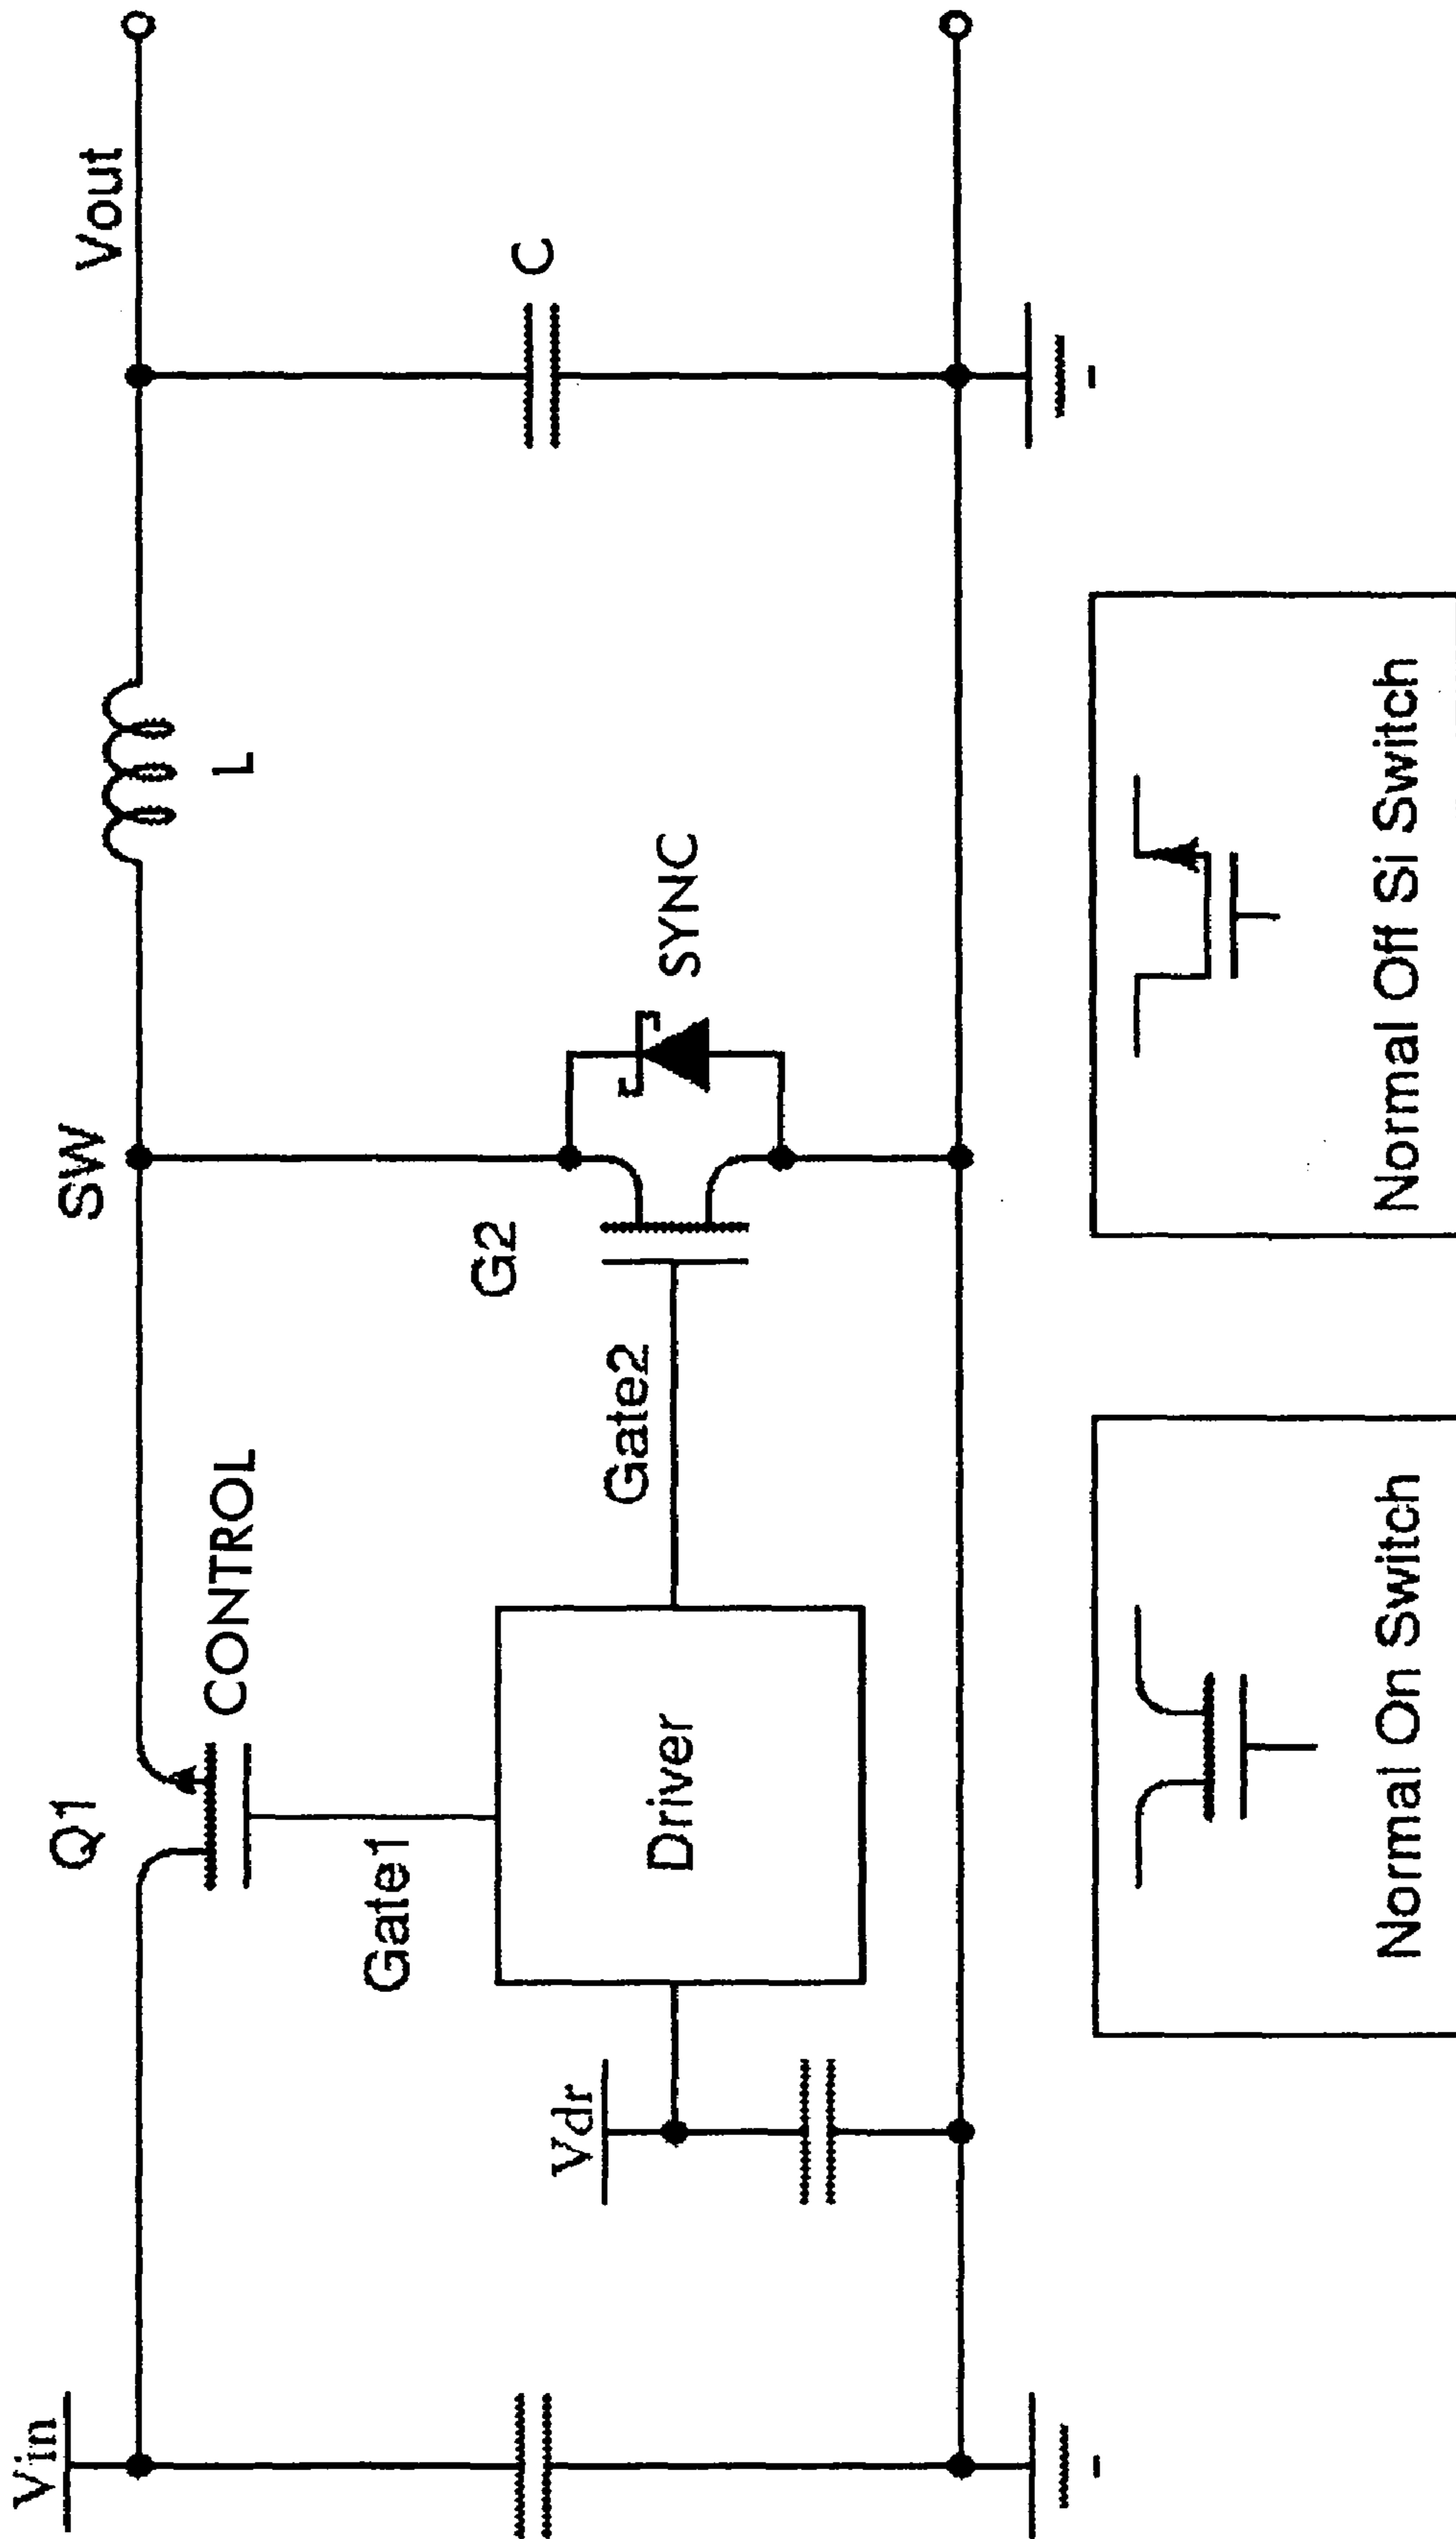 Vin
Q1
CONTROL
Gate1
SW
L
Vout
C
Vdr
Driver
Gate2
G2
SYNC
Normal On Switch
Normal Off Si Switch